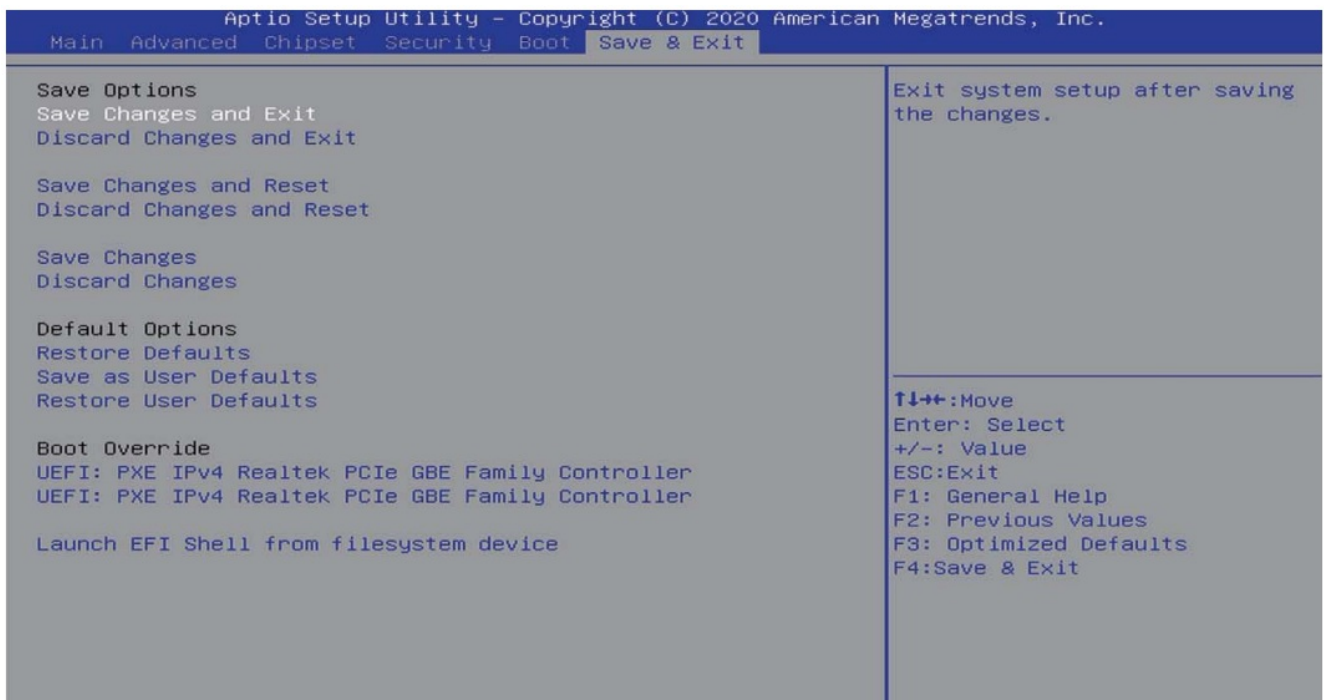 Aptio Setup Utility – Copyright (C) 2020 American Megatrends, Inc.
Main Advanced Chipset Security Boot Save & Exit
Save Options
Save Changes and Exit
Discard Changes and Exit
Save Changes and Reset
Discard Changes and Reset
Save Changes
Discard Changes
Default Options
Restore Defaults
Save as User Defaults
Restore User Defaults
Boot Override
UEFI: PXE IPv4 Realtek PCIe GBE Family Controller
UEFI: PXE IPv4 Realtek PCIe GBE Family Controller
Launch EFI Shell from filesystem device
Exit system setup after saving
the changes.
↑↓→←:Move
Enter: Select
+/-: Value
ESC:Exit
F1: General Help
F2: Previous Values
F3: Optimized Defaults
F4:Save & Exit